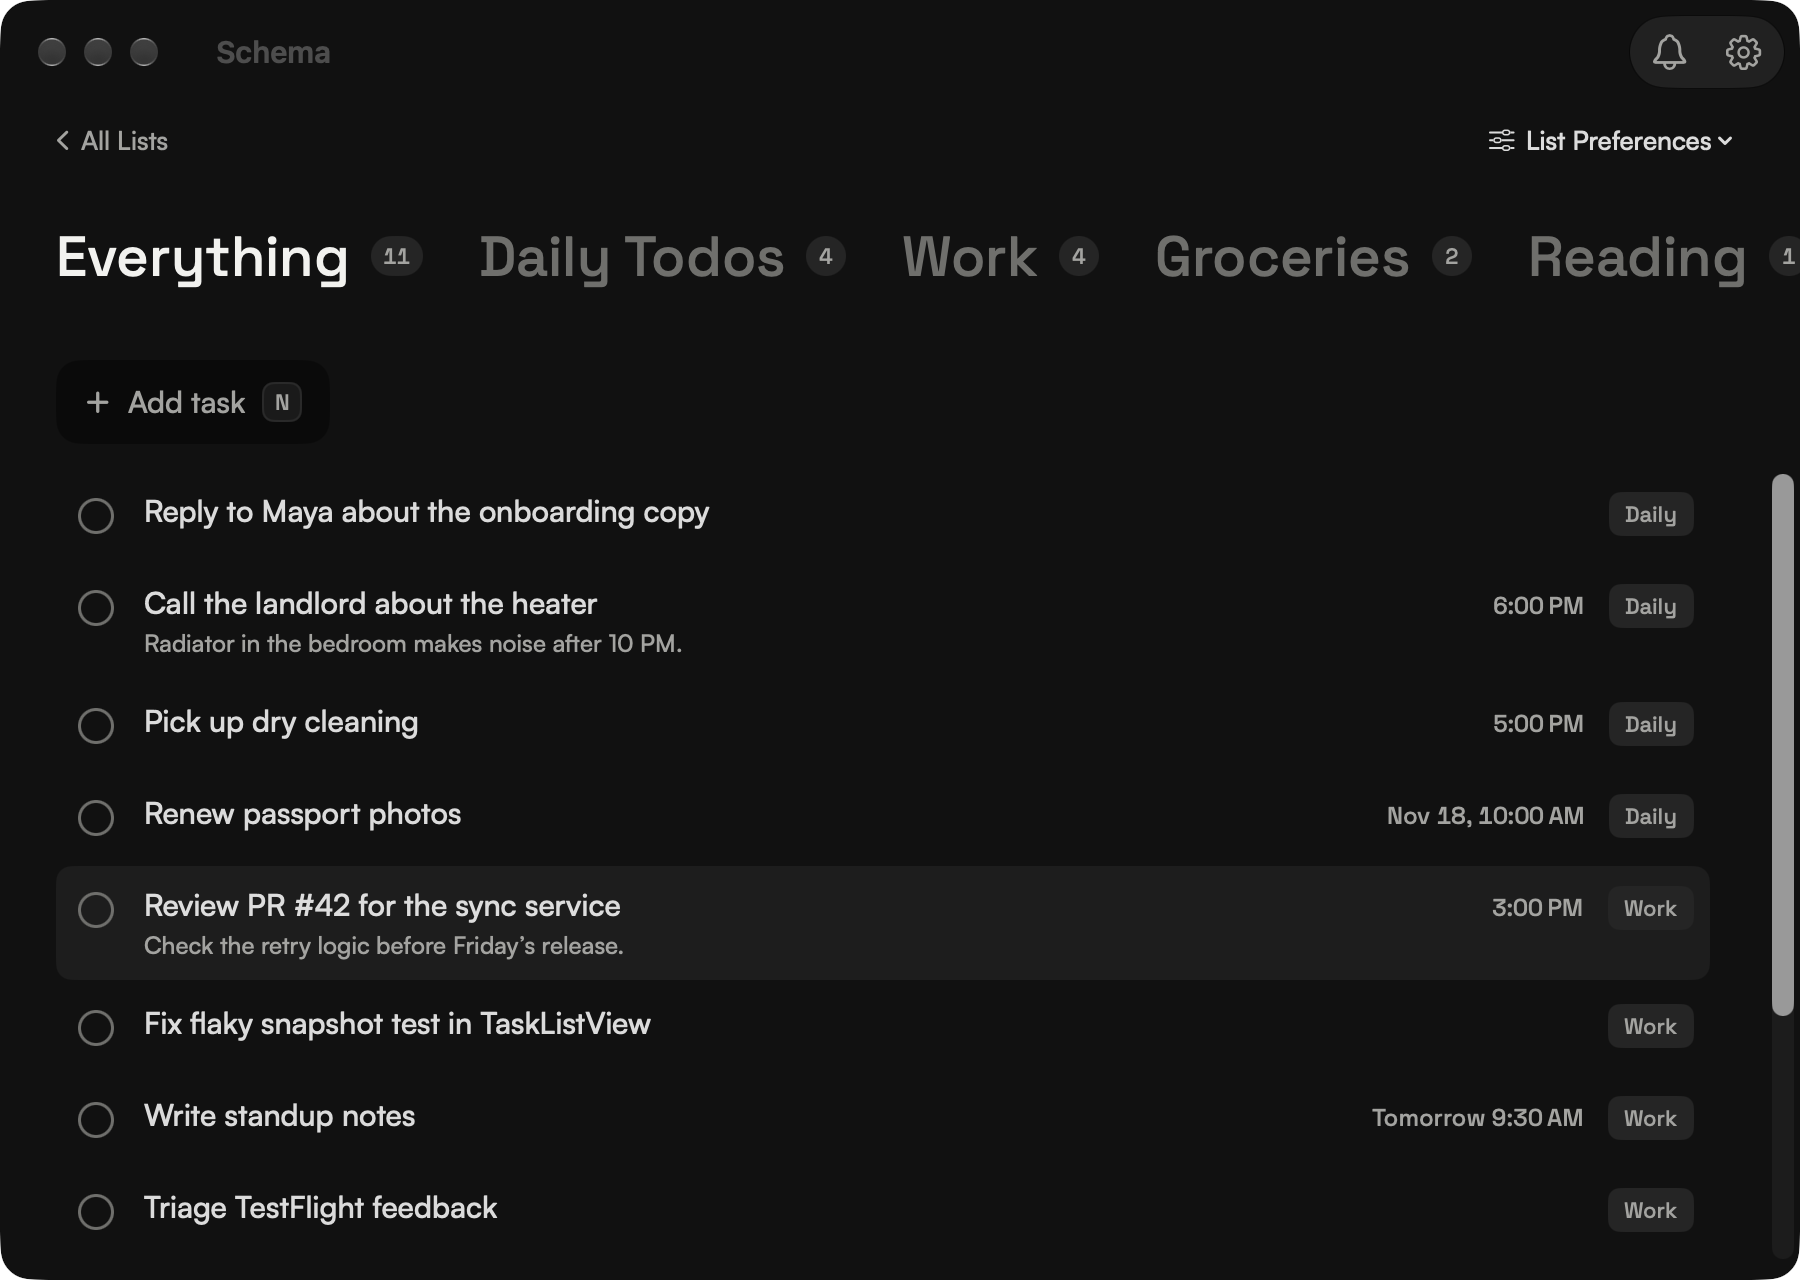 Schema
All Lists
List Preferences
Everything 11 Daily Todos 4 Work 4 Groceries 2 Reading 1
Add task N
Reply to Maya about the onboarding copy Daily
Call the landlord about the heater 6:00 PM Daily
Radiator in the bedroom makes noise after 10 PM.
Pick up dry cleaning 5:00 PM Daily
Renew passport photos Nov 18, 10:00 AM Daily
Review PR #42 for the sync service 3:00 PM Work
Check the retry logic before Friday’s release.
Fix flaky snapshot test in TaskListView Work
Write standup notes Tomorrow 9:30 AM Work
Triage TestFlight feedback Work